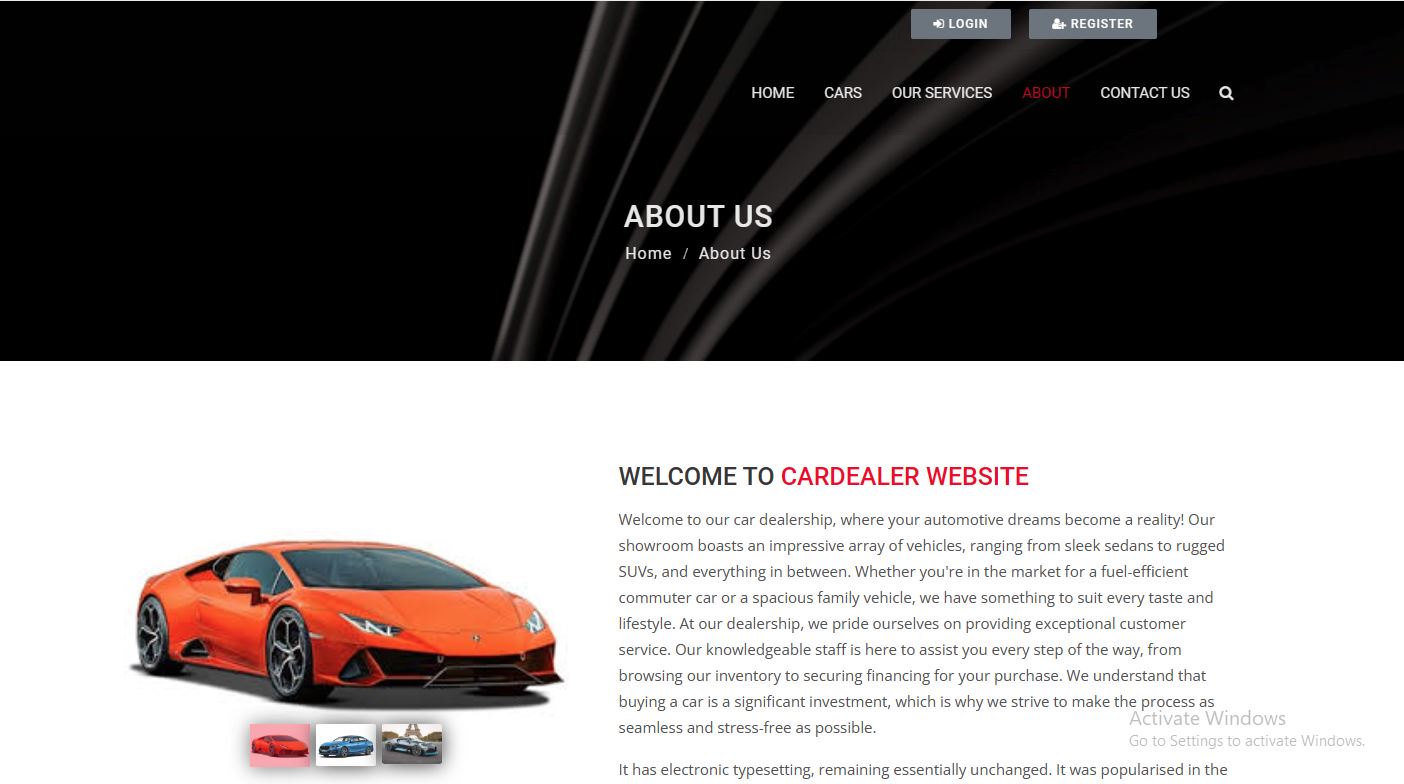 LOGIN
REGISTER
HOME
CARS
OUR SERVICES
ABOUT
CONTACT US
ABOUT US
Home / About Us
WELCOME TO CARDEALER WEBSITE
Welcome to our car dealership, where your automotive dreams become a reality! Our
showroom boasts an impressive array of vehicles, ranging from sleek sedans to rugged
SUVs, and everything in between. Whether you're in the market for a fuel-efficient
commuter car or a spacious family vehicle, we have something to suit every taste and
lifestyle. At our dealership, we pride ourselves on providing exceptional customer
service. Our knowledgeable staff is here to assist you every step of the way, from
browsing our inventory to securing financing for your purchase. We understand that
buying a car is a significant investment, which is why we strive to make the process as
seamless and stress-free as possible.
It has electronic typesetting, remaining essentially unchanged. It was popularised in the
Activate Windows
Go to Settings to activate Windows.